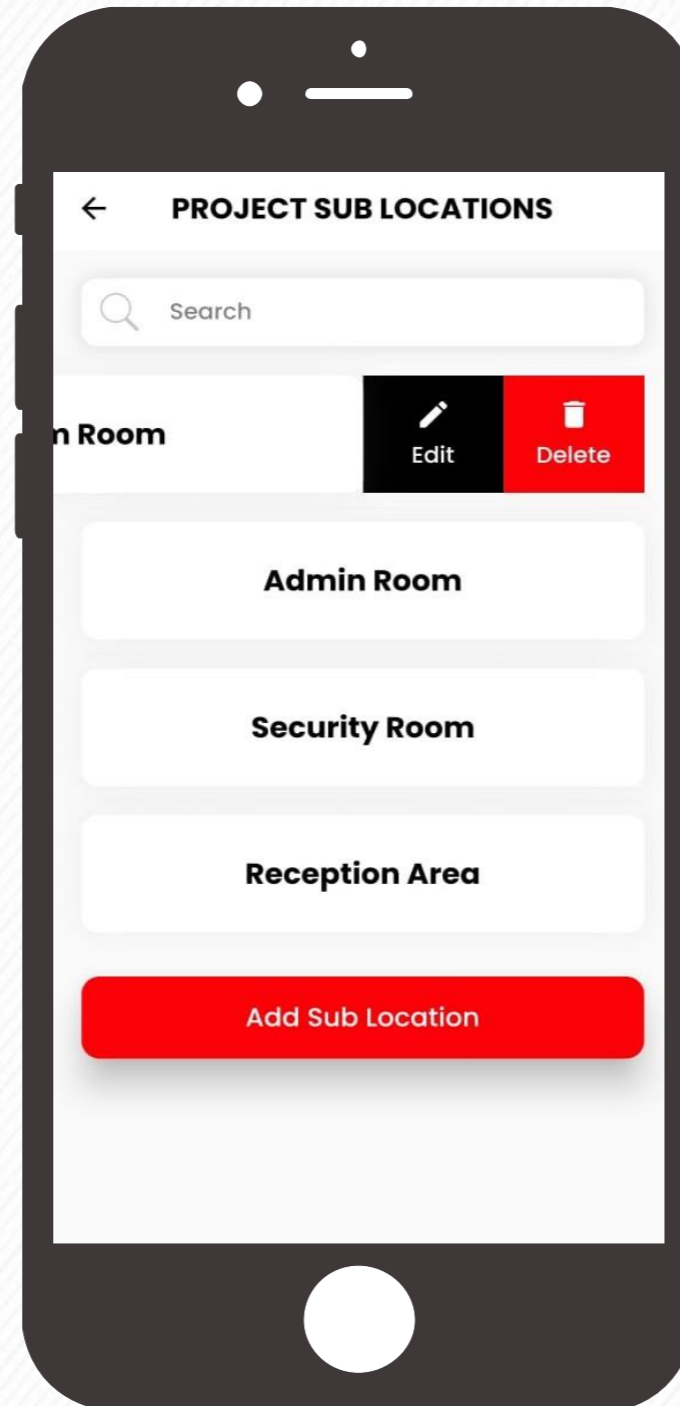 PROJECT SUB LOCATIONS
Search
Room
Edit
Delete
Admin Room
Security Room
Reception Area
Add Sub Location